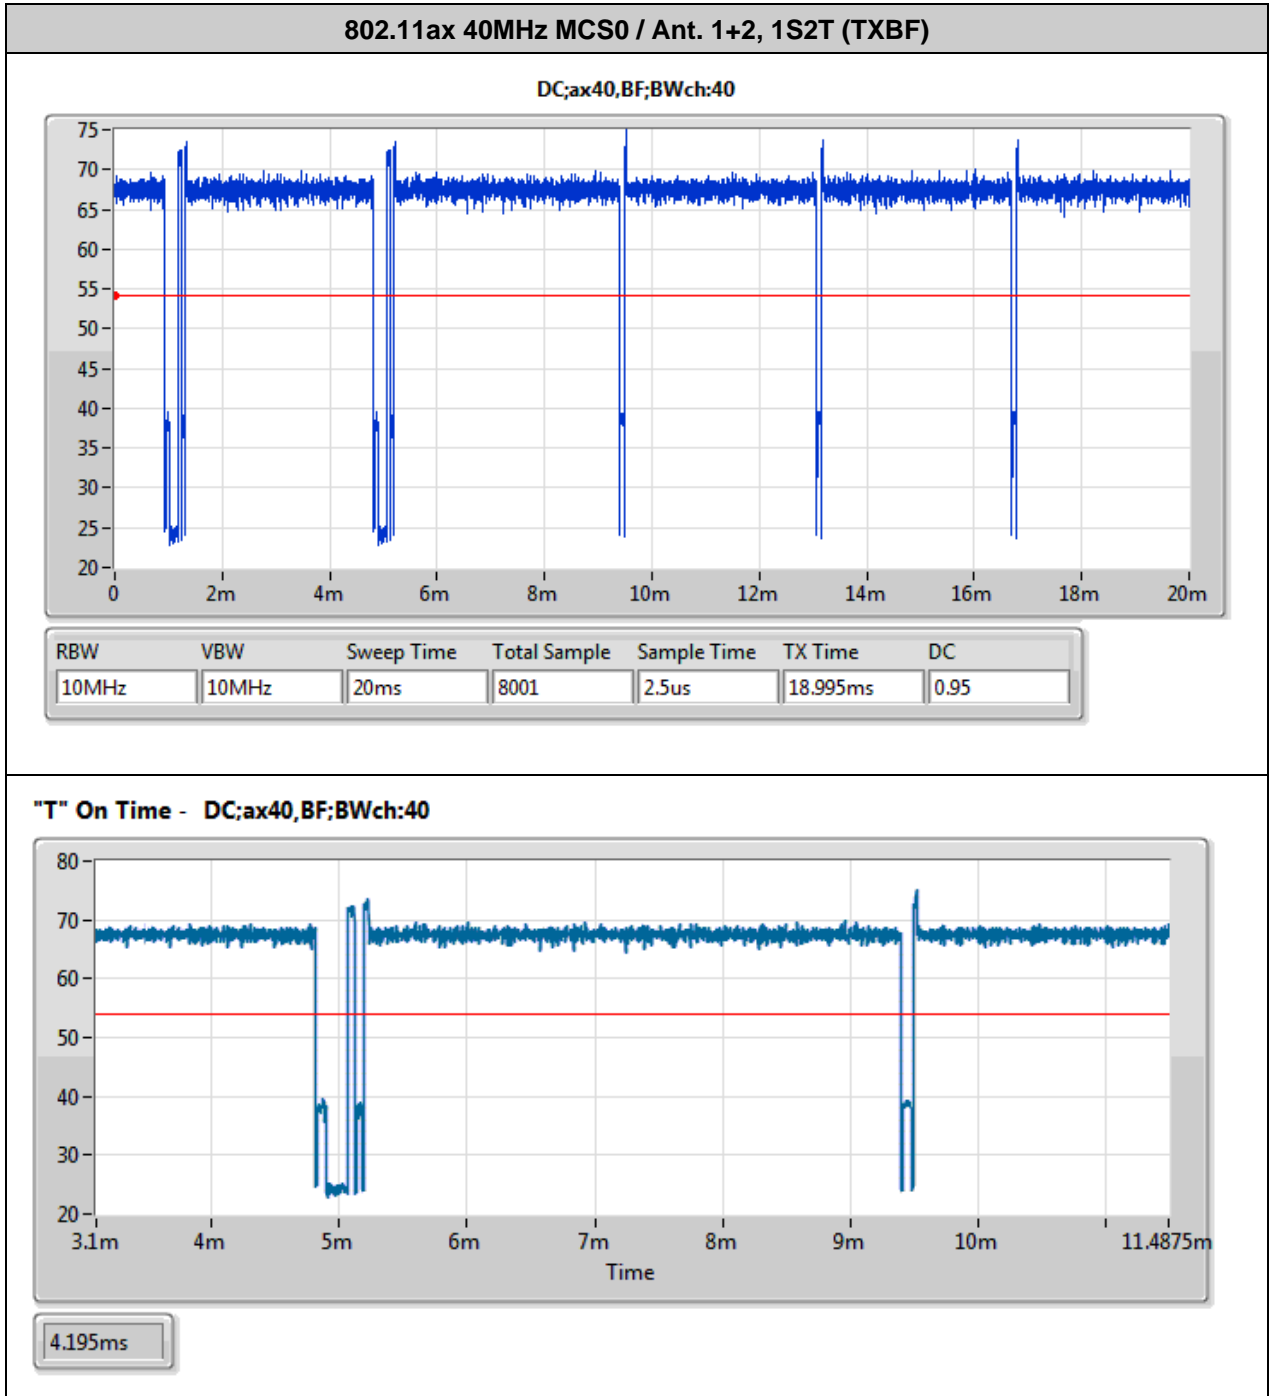 802.11ax 40MHz MCS0 / Ant. 1+2, 1S2T (TXBF)
DC;ax40,BF;BWch:40
75
70
65
60
55
50
45
40
35
30
25
20
0 2m 4m 6m 8m 10m 12m 14m 16m 18m 20m
RBW VBW Sweep Time Total Sample Sample Time TX Time DC
10MHz 10MHz 20ms 8001 2.5us 18.995ms 0.95
"T" On Time - DC;ax40,BF;BWch:40
80
70
60
50
40
30
20
3.1m 4m 5m 6m 7m 8m 9m 10m 11.4875m
Time
4.195ms